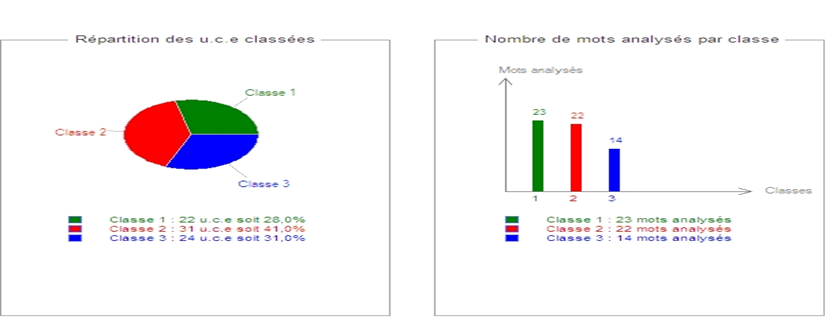 Répartition des u.c.e classées
Classe 1
Classe 2
Classe 3
Classe 1 : 22 u.c.e soit 28,0%
Classe 2 : 31 u.c.e soit 41,0%
Classe 3 : 24 u.c.e soit 31,0%
Nombre de mots analysés par classe
Mots analysés
23
22
14
1 2 3
Classes
Classe 1 : 23 mots analysés
Classe 2 : 22 mots analysés
Classe 3 : 14 mots analysés